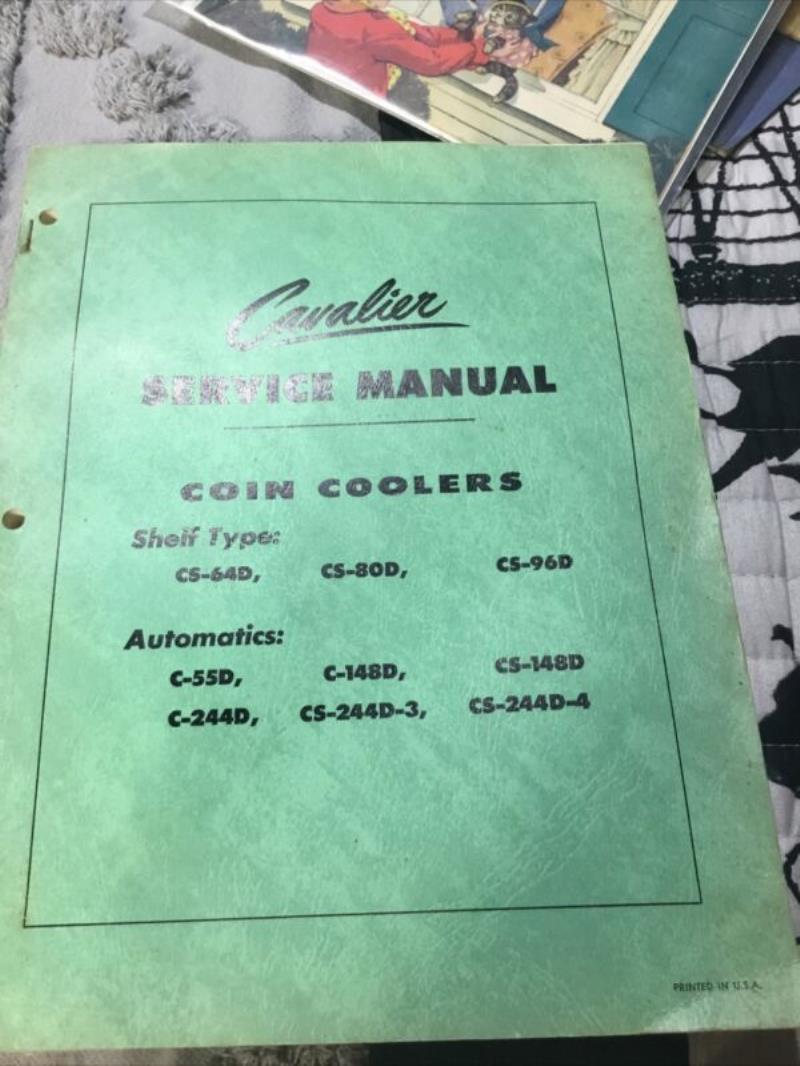 Cavalier
SERVICE MANUAL
COIN COOLERS
Shelf Type:
CS-64D, CS-80D, CS-96D
Automatics:
C-55D, C-148D, CS-148D
C-244D, CS-244D-3, CS-244D-4
PRINTED IN U.S.A.